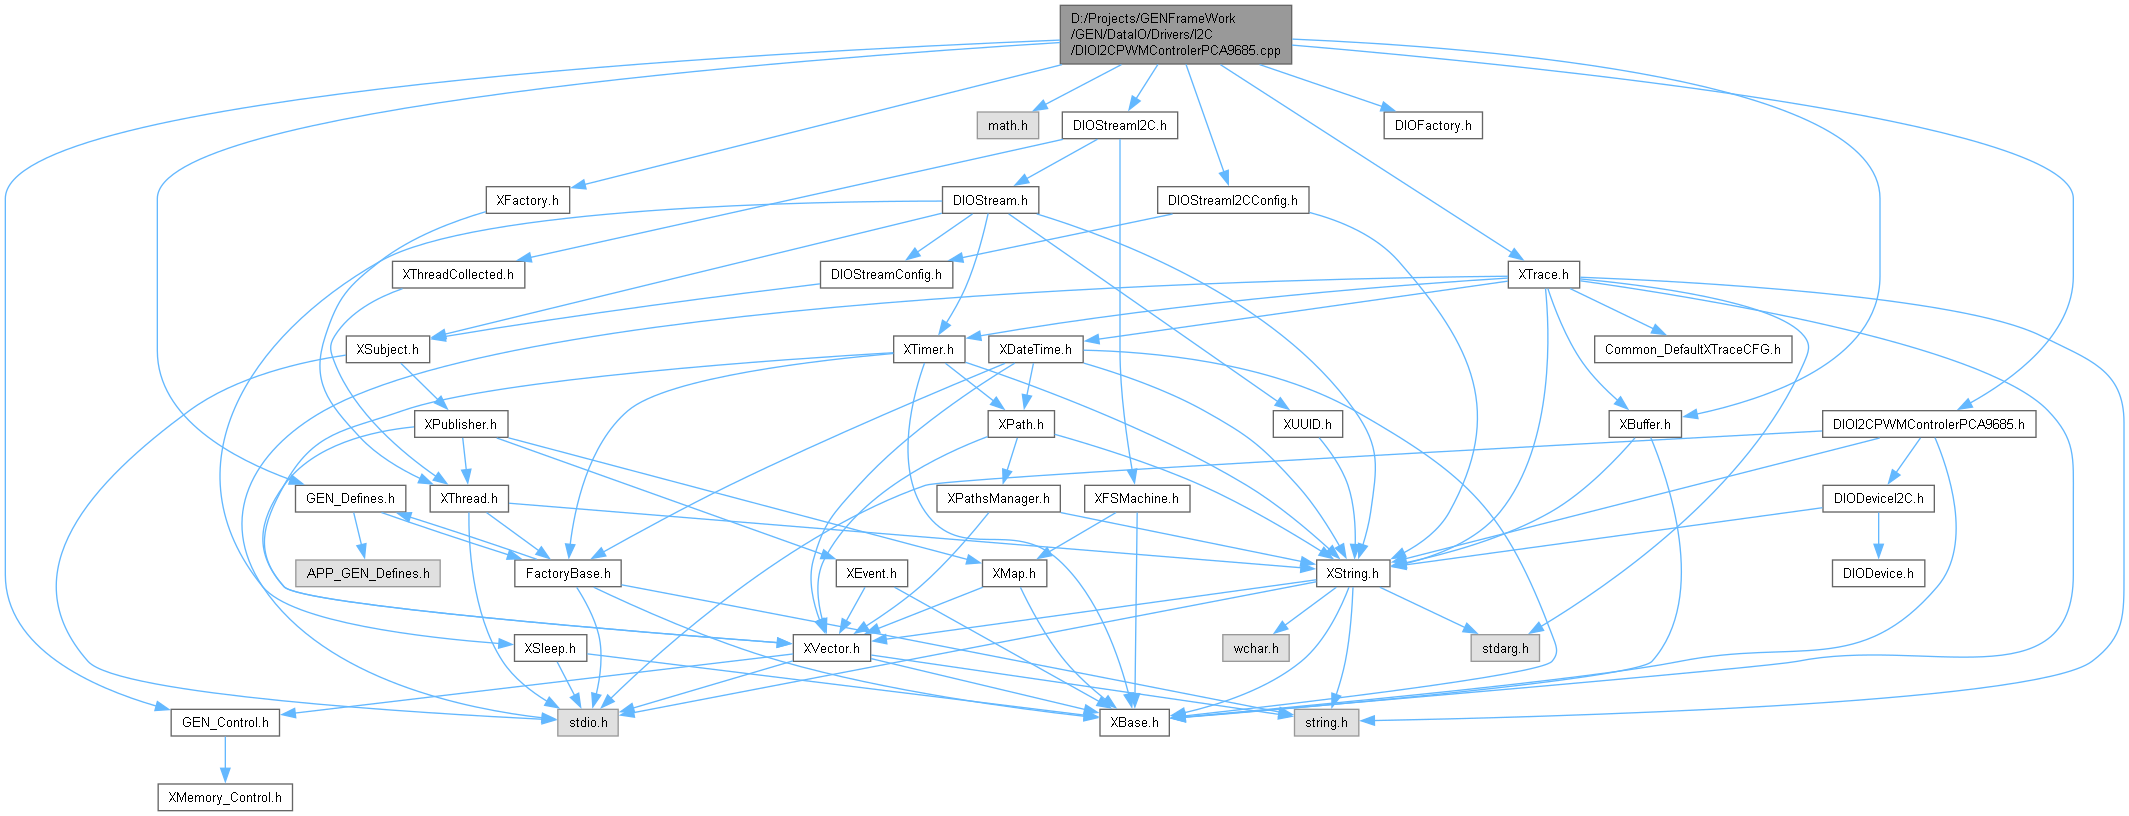 D:/Projects/GENFrameWork
/GEN/DataIO/Drivers/I2C
/DIOI2CPWMControlerPCA9685.cpp
math.h
DIOStreamI2C.h
DIOFactory.h
XFactory.h
DIOStream.h
DIOStreamI2CConfig.h
XThreadCollected.h
DIOStreamConfig.h
XTrace.h
XSubject.h
XTimer.h
XDateTime.h
Common_DefaultXTraceCFG.h
XPublisher.h
XPath.h
XUUID.h
XBuffer.h
DIOI2CPWMControlerPCA9685.h
GEN_Defines.h
XThread.h
XPathsManager.h
XFSMachine.h
DIODeviceI2C.h
APP_GEN_Defines.h
FactoryBase.h
XEvent.h
XMap.h
XString.h
DIODevice.h
XSleep.h
XVector.h
wchar.h
stdarg.h
GEN_Control.h
stdio.h
XBase.h
string.h
XMemory_Control.h